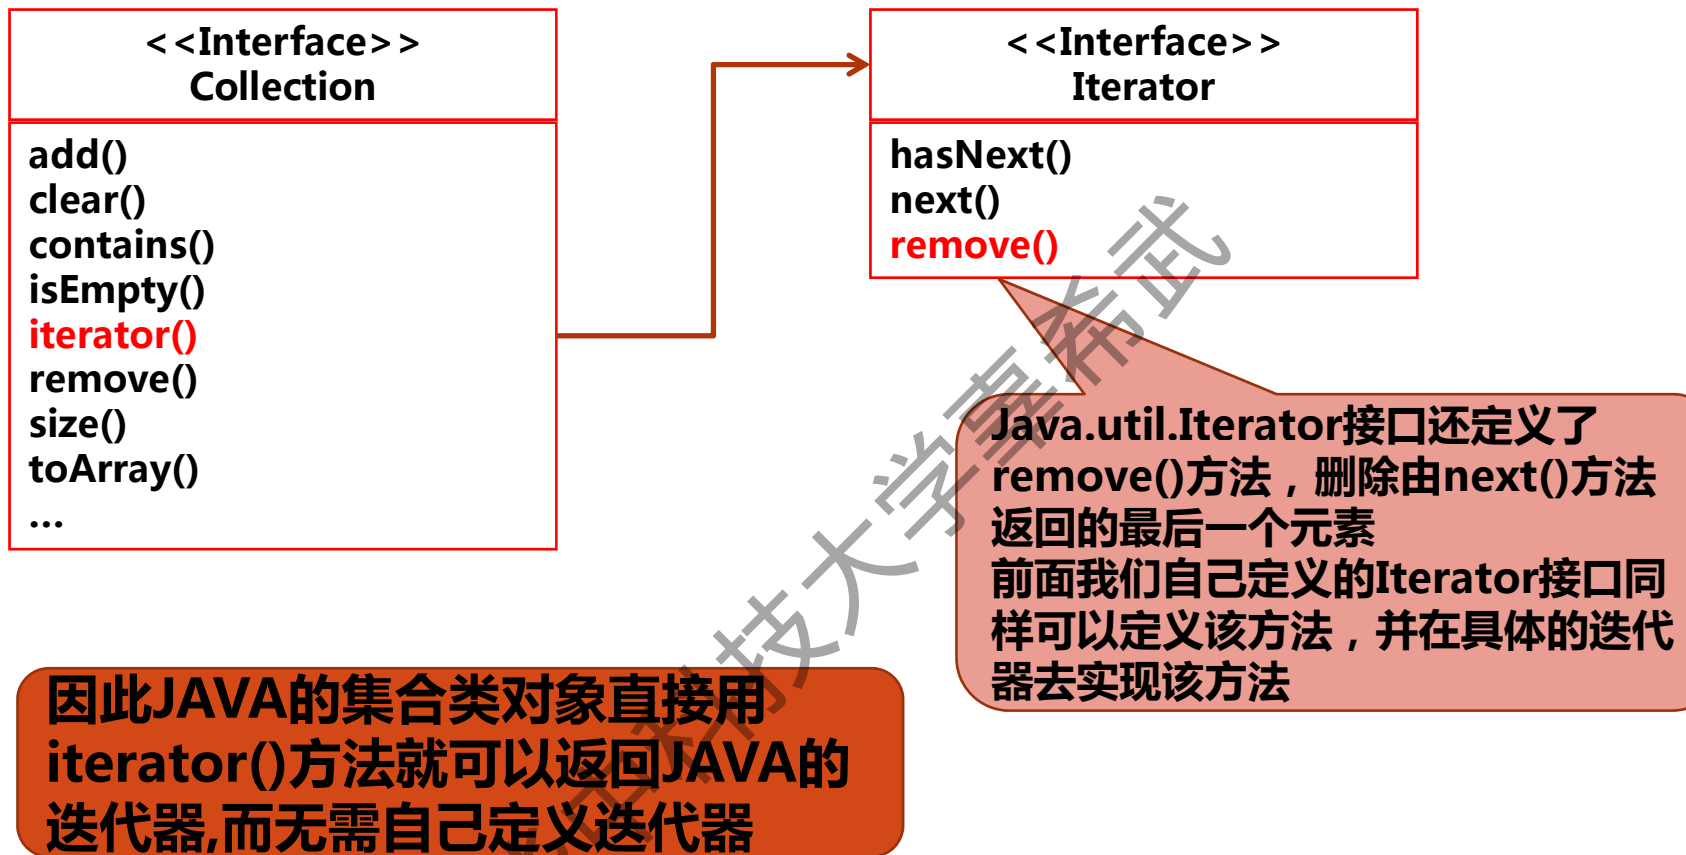 <<Interface>>
Collection
add()
clear()
contains()
isEmpty()
iterator()
remove()
size()
toArray()
...
<<Interface>>
Iterator
hasNext()
next()
remove()
Java.util.Iterator接口还定义了
remove()方法，删除由next()方法
返回的最后一个元素
前面我们自己定义的Iterator接口同
样可以定义该方法，并在具体的迭代
器去实现该方法
因此JAVA的集合类对象直接用
iterator()方法就可以返回JAVA的
迭代器,而无需自己定义迭代器
科技大学辜希武